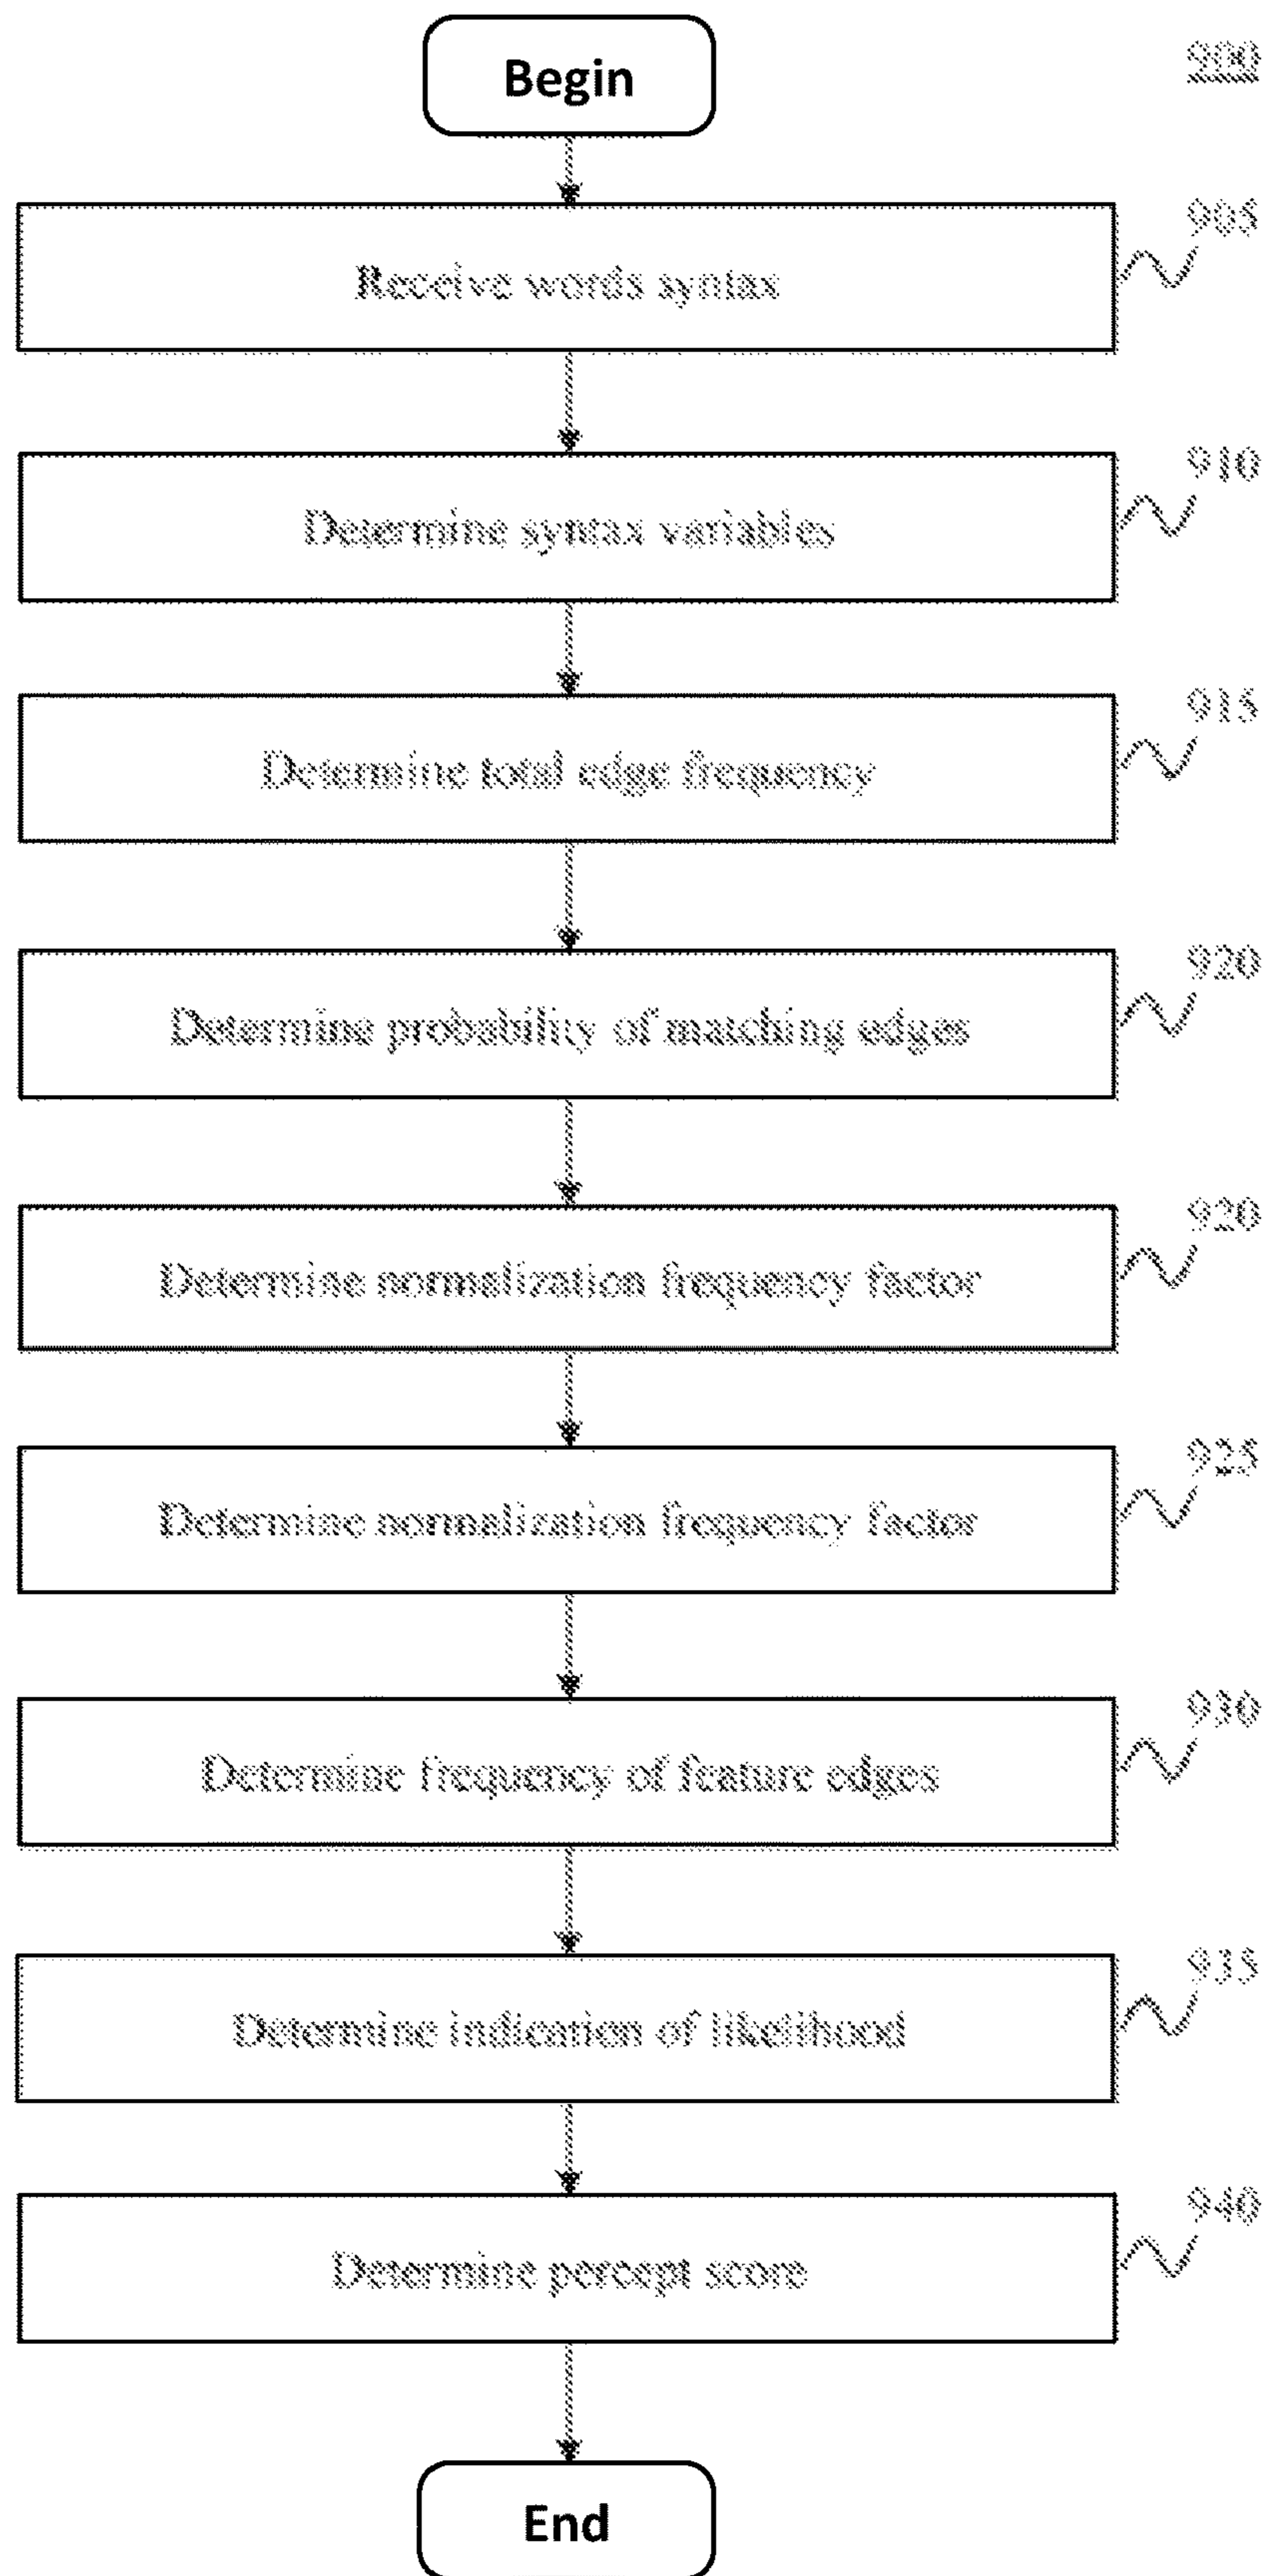 Begin
900
Receive words syntax
905
Determine syntax variables
910
Determine total edge frequency
915
Determine probability of matching edges
920
Determine normalization frequency factor
920
Determine normalization frequency factor
925
Determine frequency of feature edges
930
Determine indication of likelihood
935
Determine percept score
940
End